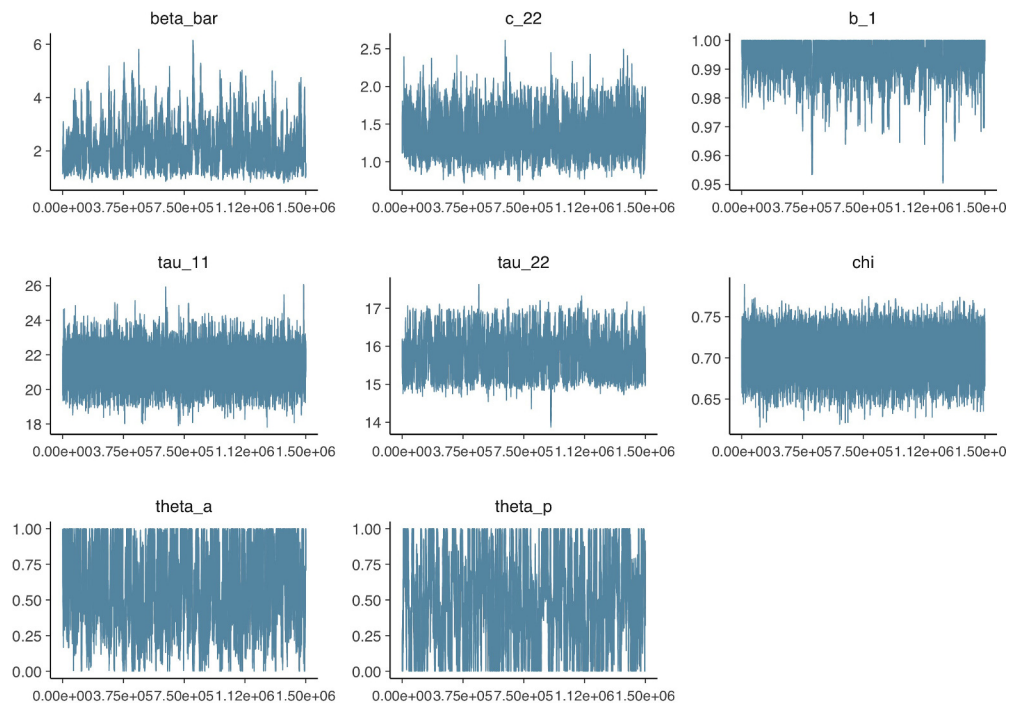 beta_bar c_22 b_1
6 2.5 1.00
4 2.0 0.99
2 1.5 0.98
1.0 0.97
0.96
0.95
0.00e+003.75e+057.50e+051.12e+061.50e+06 0.00e+003.75e+057.50e+051.12e+061.50e+06 0.00e+003.75e+057.50e+051.12e+061.50e+0
tau_11 tau_22 chi
26 17 0.75
24 16 0.70
22 15 0.65
20 14
18
0.00e+003.75e+057.50e+051.12e+061.50e+06 0.00e+003.75e+057.50e+051.12e+061.50e+06 0.00e+003.75e+057.50e+051.12e+061.50e+0
theta_a theta_p
1.00 1.00
0.75 0.75
0.50 0.50
0.25 0.25
0.00 0.00
0.00e+003.75e+057.50e+051.12e+061.50e+06 0.00e+003.75e+057.50e+051.12e+061.50e+06